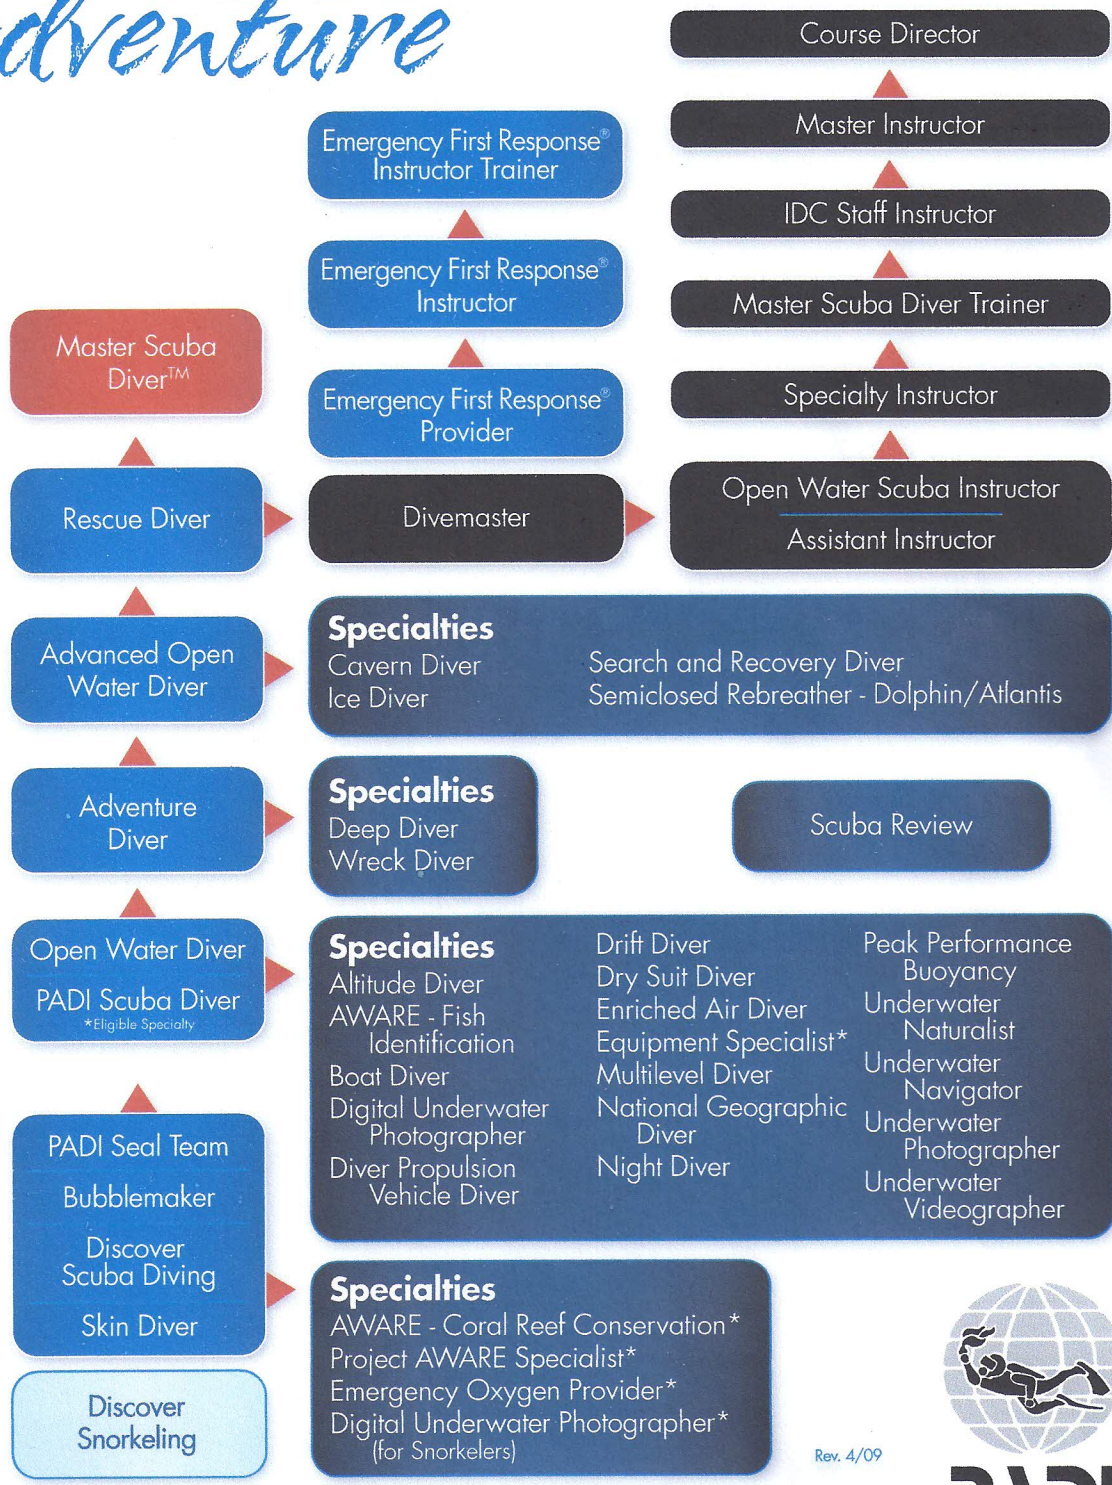 dventure
Course Director
Master Instructor
IDC Staff Instructor
Master Scuba Diver Trainer
Specialty Instructor
Open Water Scuba Instructor
Assistant Instructor
Emergency First Response®
Instructor Trainer
Emergency First Response®
Instructor
Emergency First Response®
Provider
Divemaster
Master Scuba
Diver™
Rescue Diver
Advanced Open
Water Diver
Adventure
Diver
Open Water Diver
PADI Scuba Diver
*Eligible Specialty
PADI Seal Team
Bubblemaker
Discover
Scuba Diving
Skin Diver
Discover
Snorkeling
Specialties
Cavern Diver
Ice Diver
Search and Recovery Diver
Semiclosed Rebreather - Dolphin/Atlantis
Specialties
Deep Diver
Wreck Diver
Scuba Review
Specialties
Altitude Diver
AWARE - Fish
Identification
Boat Diver
Digital Underwater
Photographer
Diver Propulsion
Vehicle Diver
Drift Diver
Dry Suit Diver
Enriched Air Diver
Equipment Specialist*
Multilevel Diver
National Geographic
Diver
Night Diver
Peak Performance
Buoyancy
Underwater
Naturalist
Underwater
Navigator
Underwater
Photographer
Underwater
Videographer
Specialties
AWARE - Coral Reef Conservation*
Project AWARE Specialist*
Emergency Oxygen Provider*
Digital Underwater Photographer*
(for Snorkelers)
Rev. 4/09